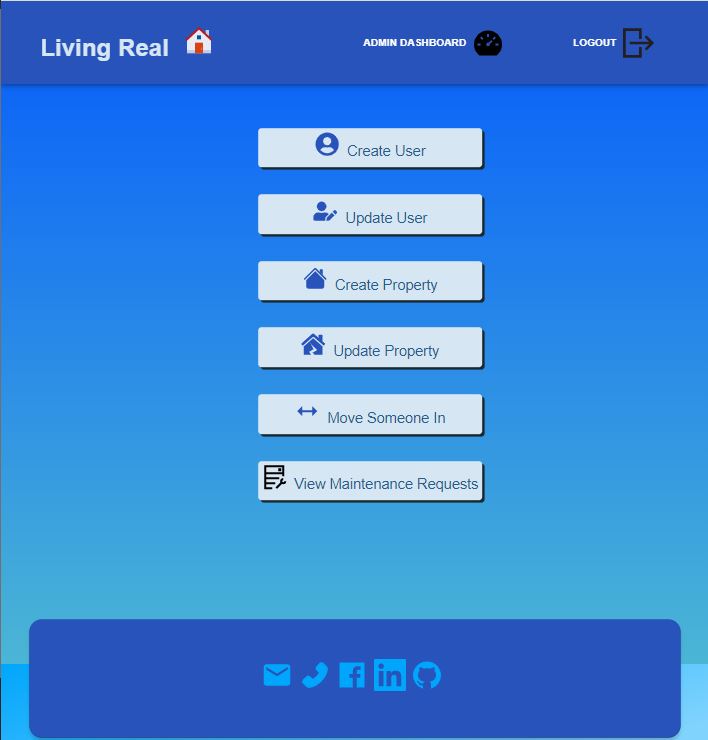 Living Real
ADMIN DASHBOARD
LOGOUT
Create User
Update User
Create Property
Update Property
Move Someone In
View Maintenance Requests